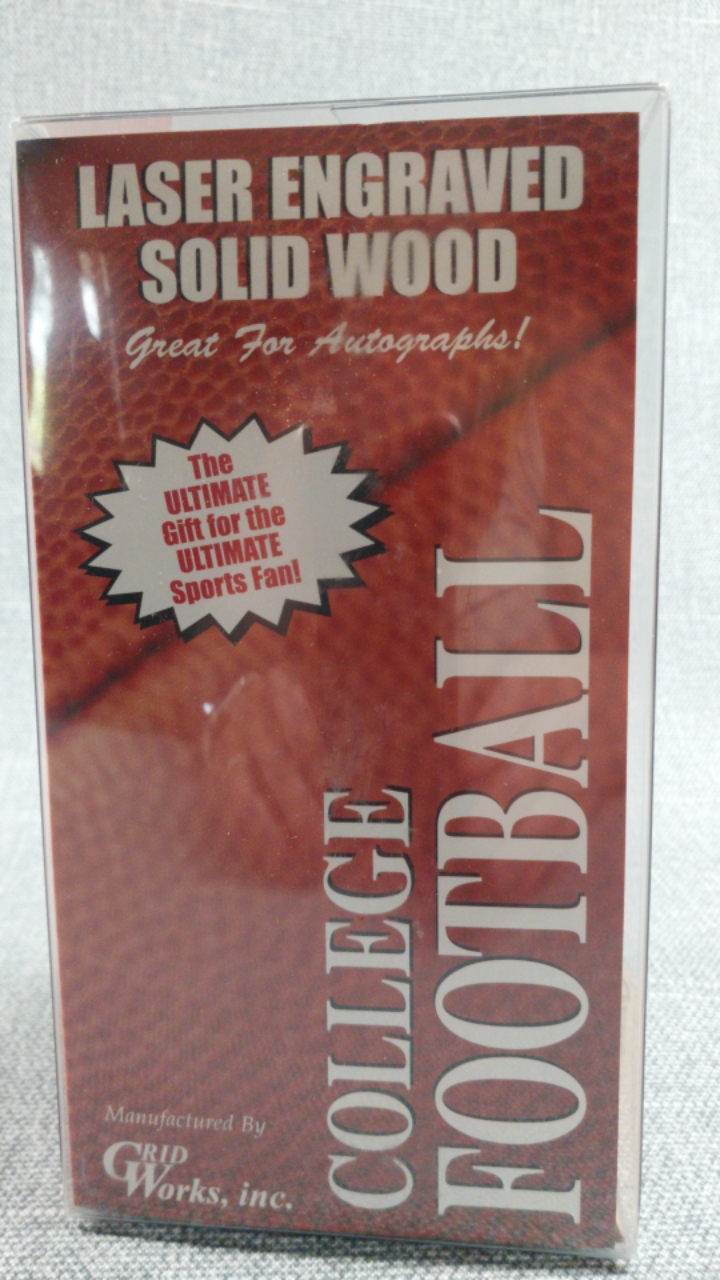 LASER ENGRAVED
SOLID WOOD
Great For Autographs!
The
ULTIMATE
Gift for the
ULTIMATE
Sports Fan!
COLLEGE
FOOTBALL
Manufactured By
GRID
Works, inc.